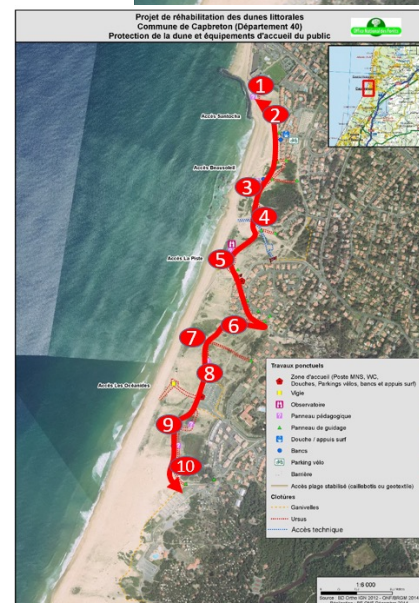 Projet de réhabilitation des dunes littorales
Commune de Capbreton (Département 40)
Protection de la dune et équipements d'accueil du public
1
Accès Santocha
2
Accès Beausoleil
3
4
Accès La Piste
5
6
7
8
Accès Les Océanides
9
10
Travaux ponctuels
Zone d'accueil (Poste MNS, WC,
Douches, Parkings vélos, bancs et appuis surf)
Vigie
Observatoire
Panneau pédagogique
Panneau de guidage
Douche / appuis surf
Bancs
Parking vélo
Barrière
Accès plage stabilisé (caillebotis ou géotextile)
Clotûres
Ganivelles
Ursus
Accès technique
1:6 000